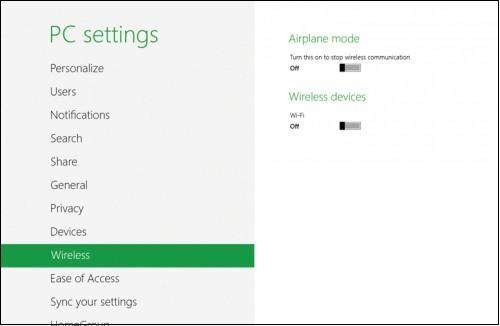 PC settings
Personalize
Users
Notifications
Search
Share
General
Privacy
Devices
Wireless
Ease of Access
Sync your settings
HomeGroup
Airplane mode
Turn this on to stop wireless communication
Off
Wireless devices
Wi-Fi
Off